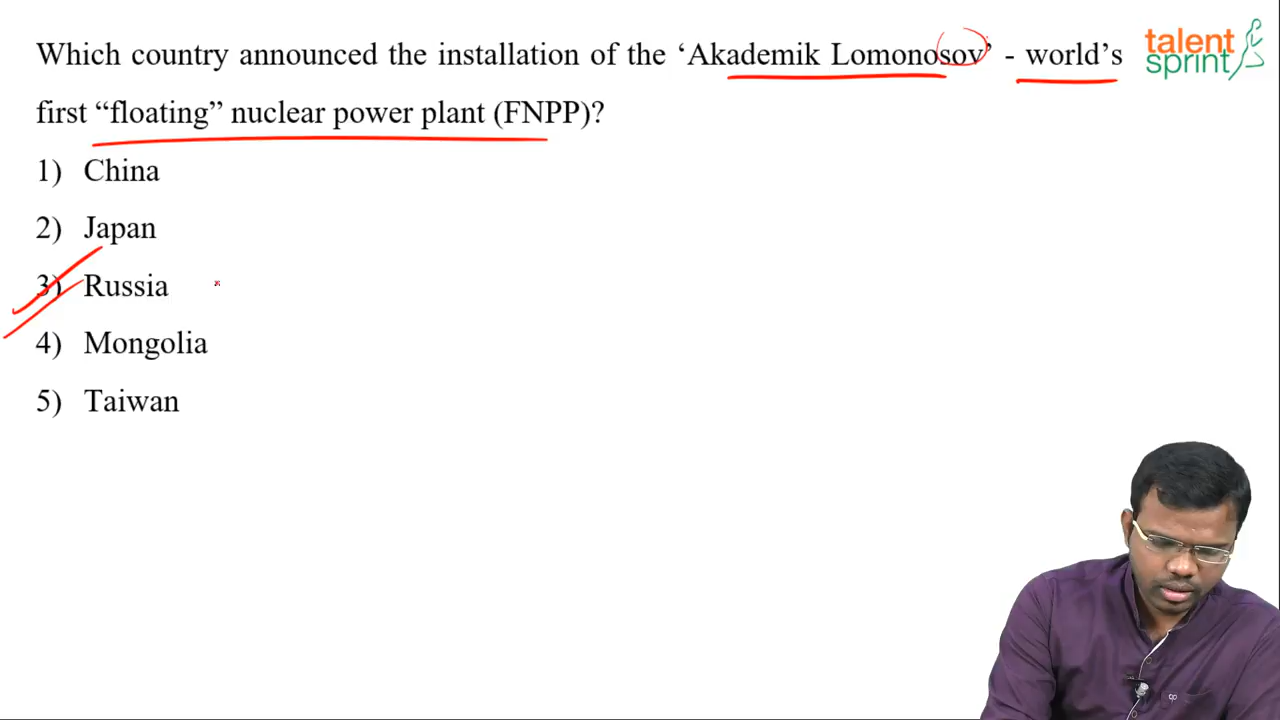 Which country announced the installation of the ‘Akademik Lomonosov’ - world’s
first “floating” nuclear power plant (FNPP)?
1) China
2) Japan
3) Russia
4) Mongolia
5) Taiwan
talent
sprint